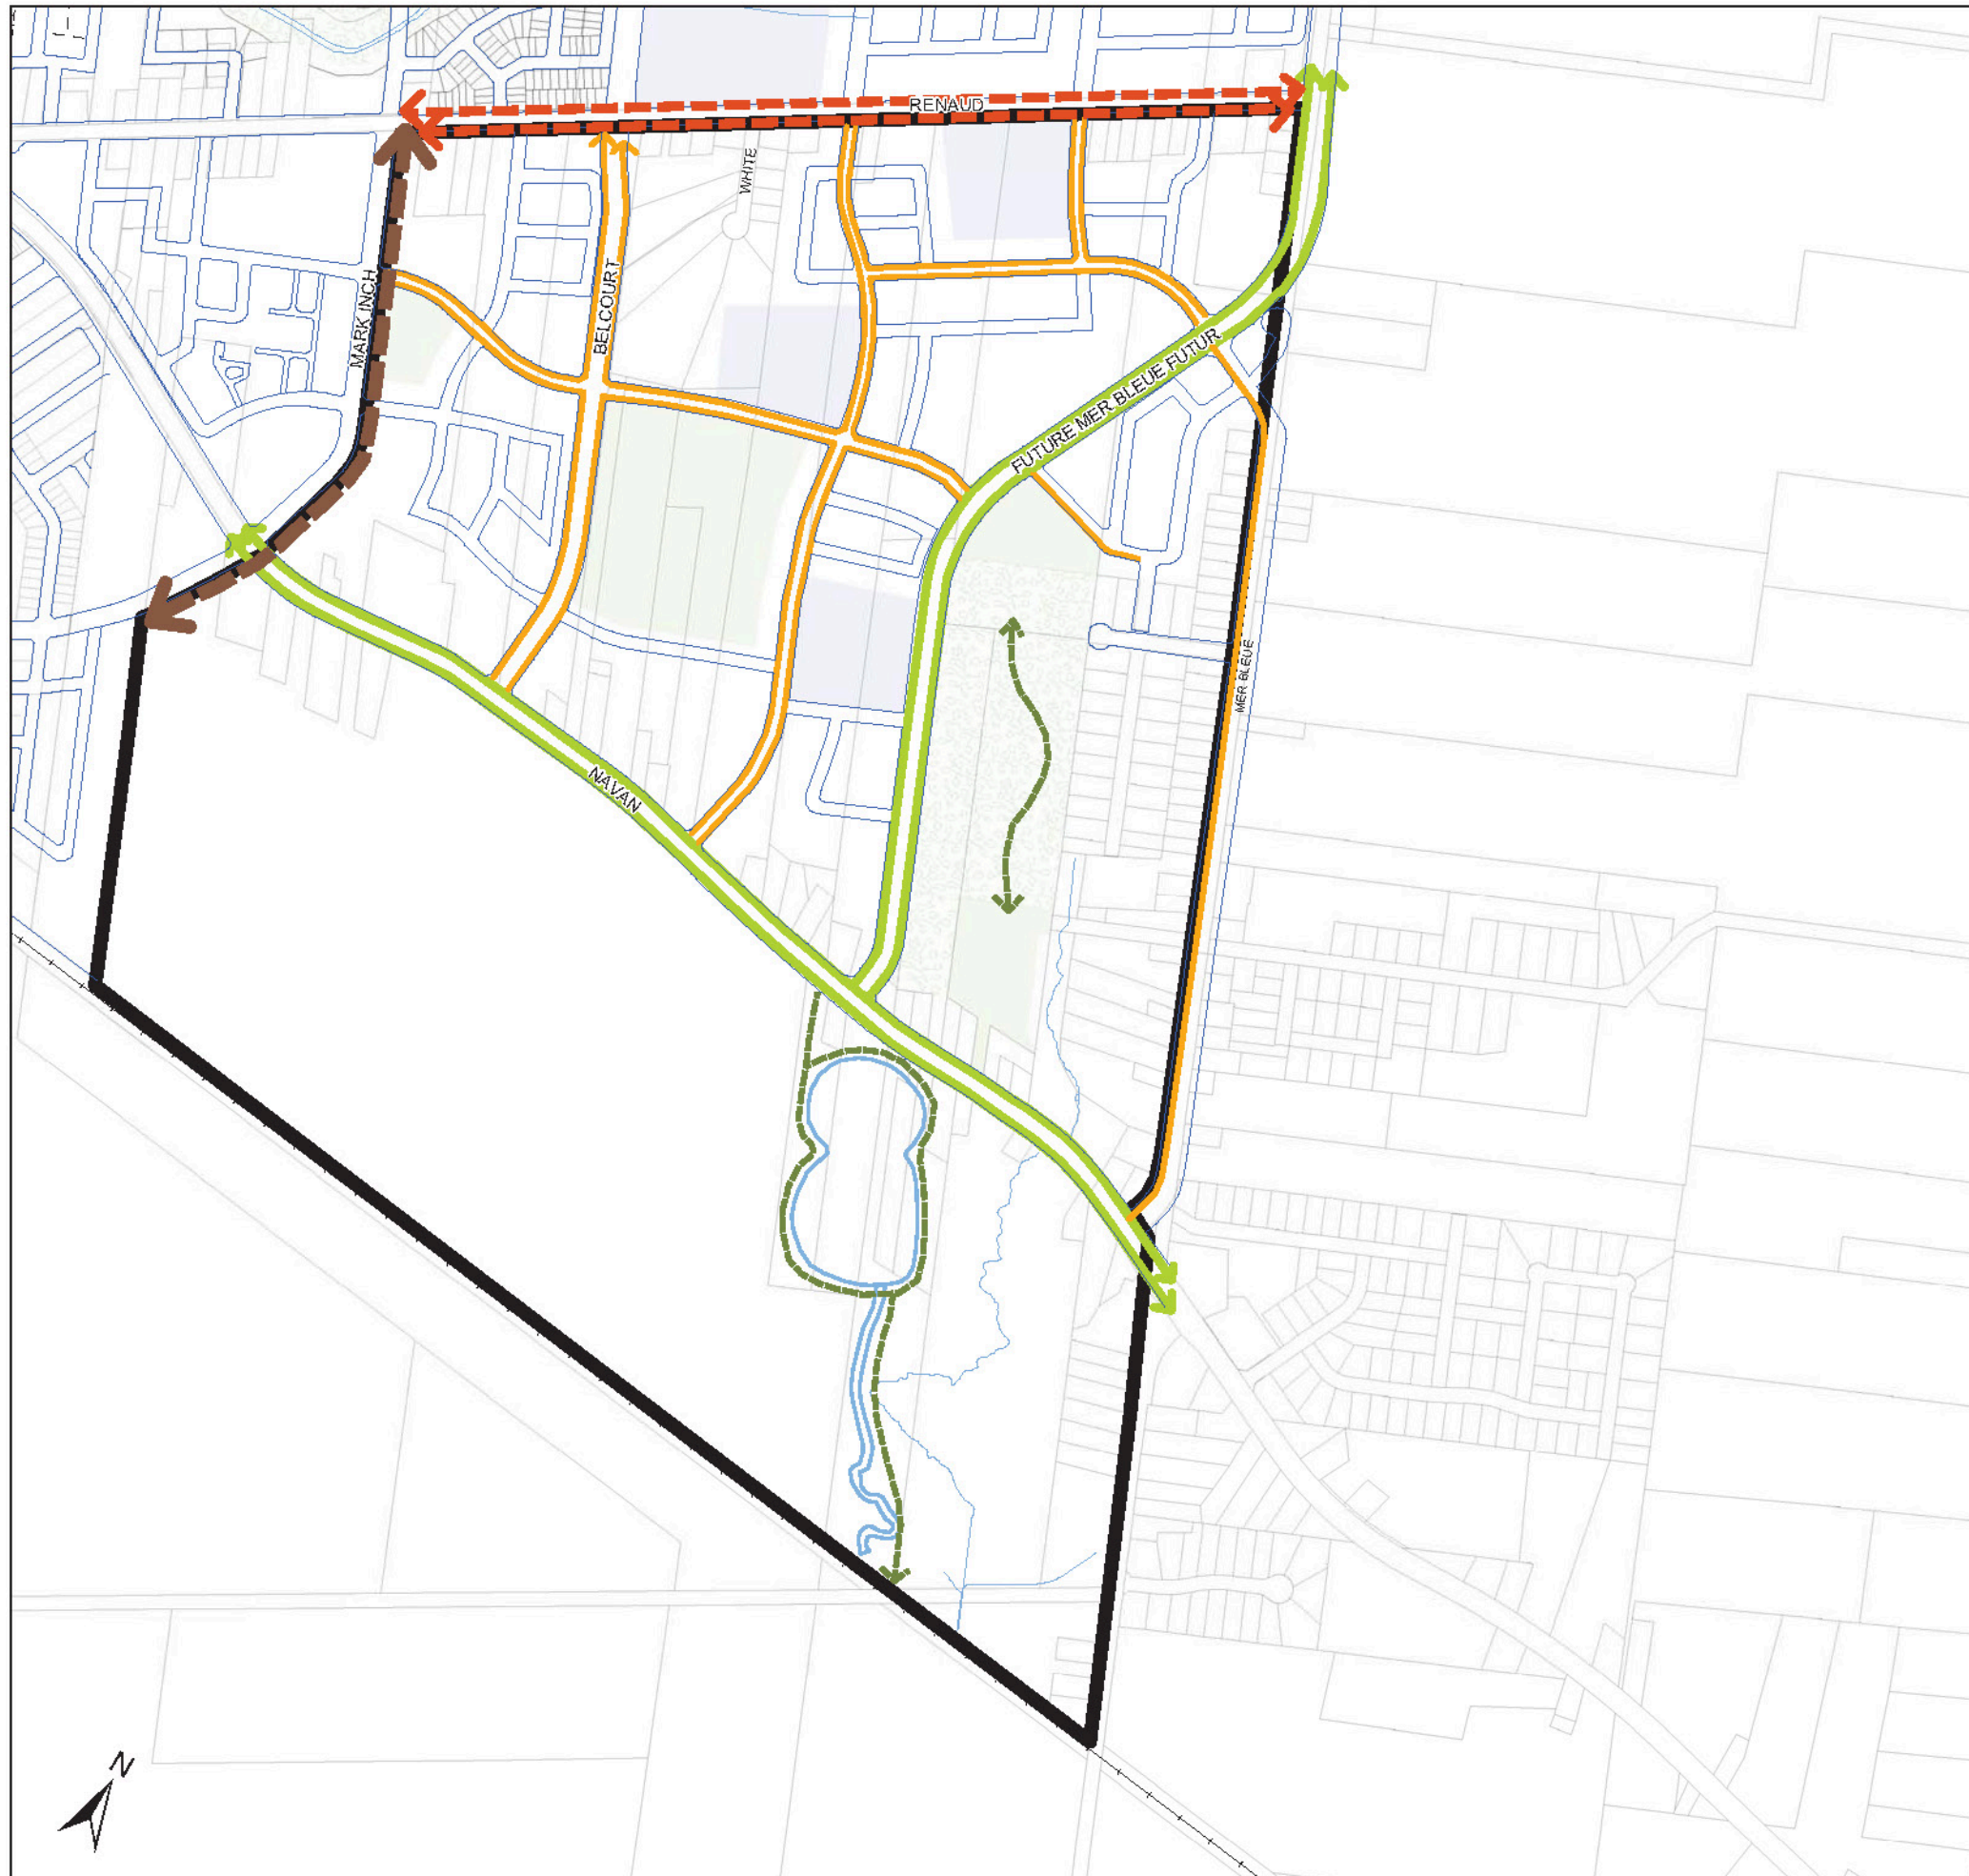 RENAUD
WHITE
MARK INCH
BELCOURT
FUTURE MER BLEUE FUTUR
MER BLEUE
NAVAN
N